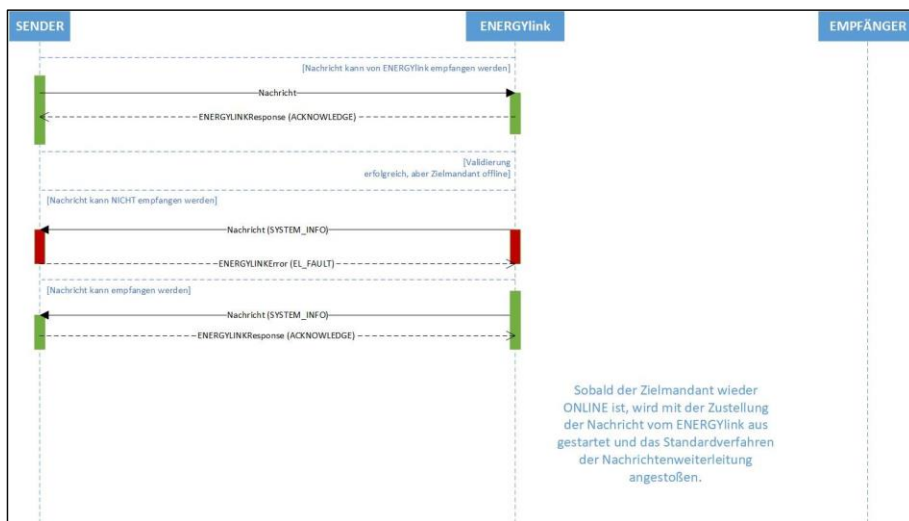 SENDER
ENERGYlink
EMPFÄNGER
[Nachricht kann von ENERGYlink empfangen werden]
Nachricht
ENERGYLINKResponse (ACKNOWLEDGE)
[Validierung
erfolgreich, aber Zielmandant offline]
[Nachricht kann NICHT empfangen werden]
Nachricht (SYSTEM_INFO)
ENERGYLINKError (EL_FAULT)
[Nachricht kann empfangen werden]
Nachricht (SYSTEM_INFO)
ENERGYLINKResponse (ACKNOWLEDGE)
Sobald der Zielmandant wieder
ONLINE ist, wird mit der Zustellung
der Nachricht vom ENERGYlink aus
gestartet und das Standardverfahren
der Nachrichtenweiterleitung
angestoßen.